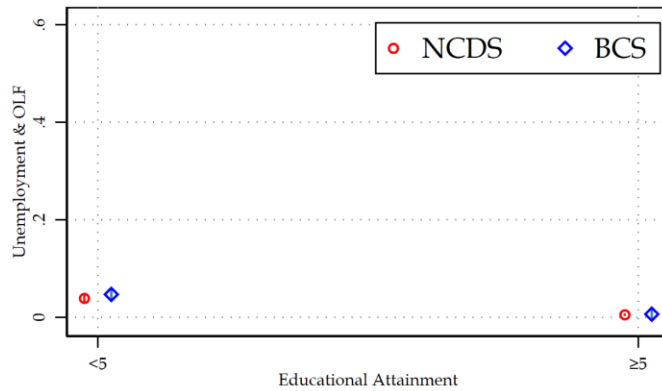 NCDS BCS
Unemployment & OLF
.6
.4
.2
0
<5 ≥5
Educational Attainment